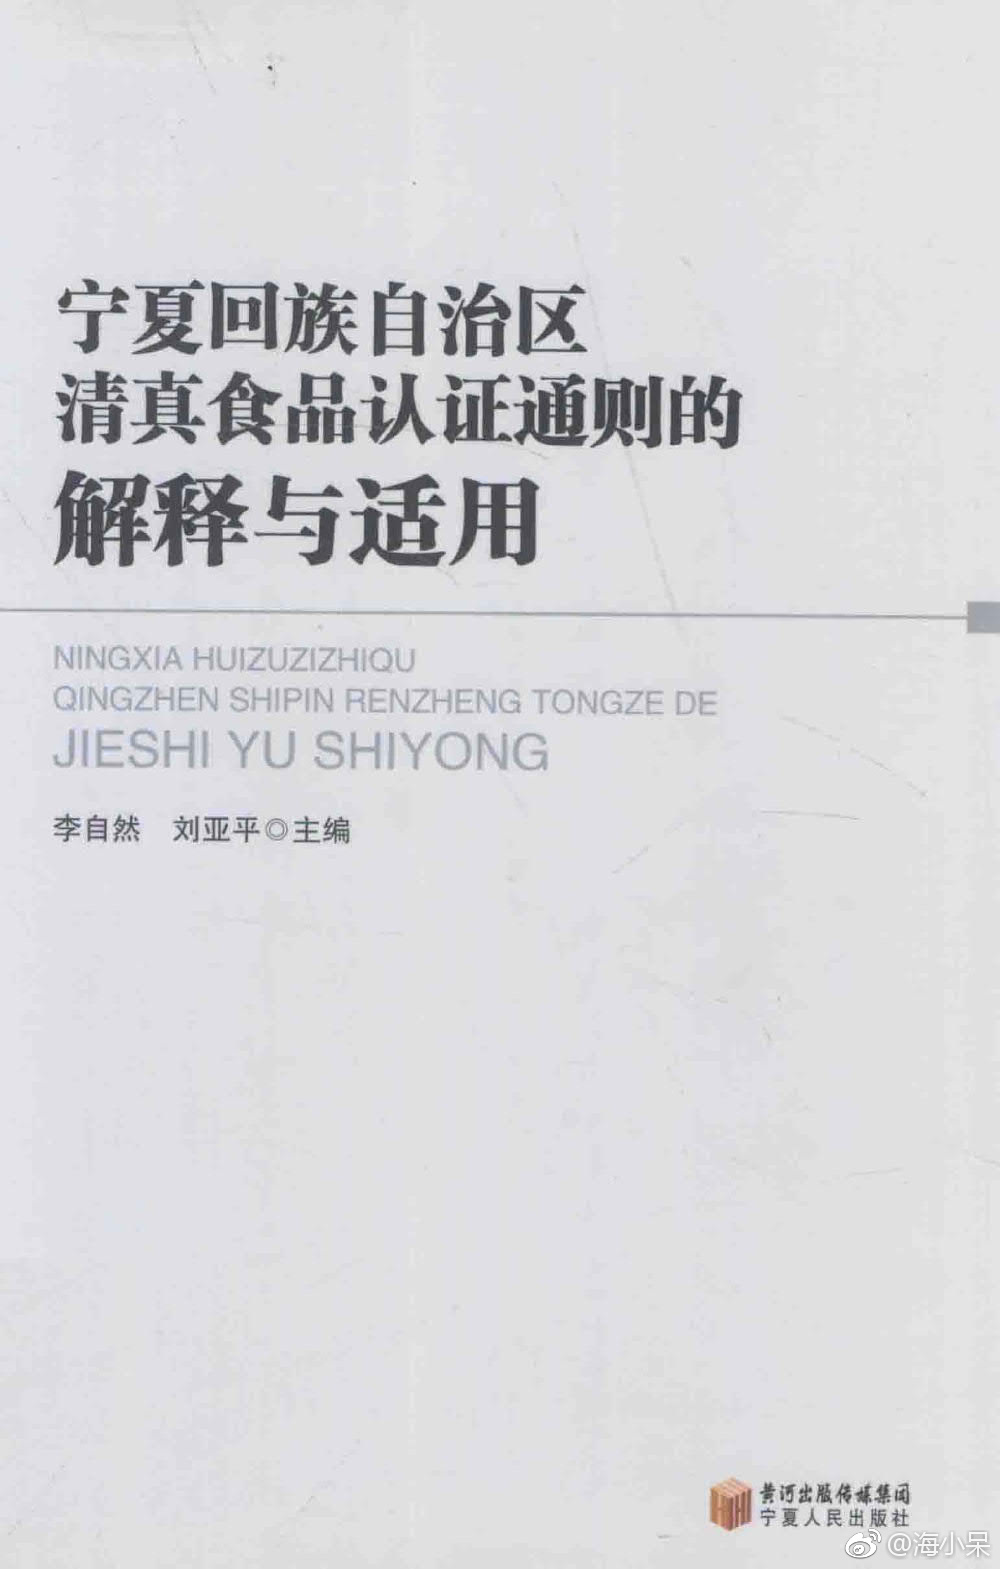 宁夏回族自治区
清真食品认证通则的
解释与适用
NINGXIA HUIZUZIZHIQU
QINGZHEN SHIPIN RENZHENG TONGZE DE
JIESHI YU SHIYONG
李自然 刘亚平◎主编
黄河出版传媒集团
宁夏人民出版社
@海小呆